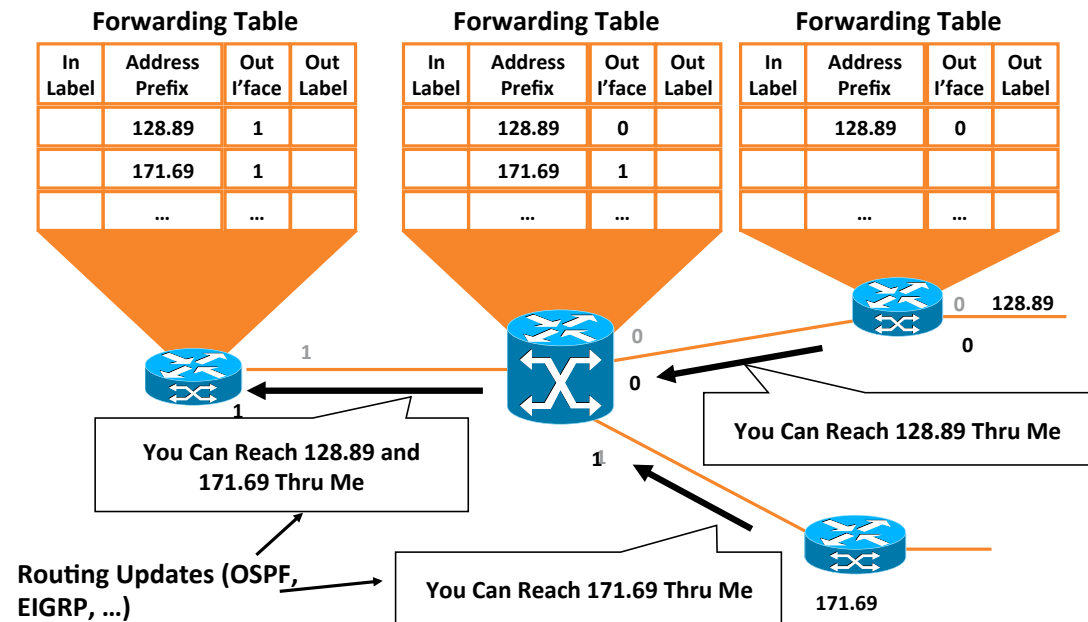 Forwarding Table
In Label Address Prefix Out I'face Out Label
128.89 1
171.69 1
... ...
Forwarding Table
In Label Address Prefix Out I'face Out Label
128.89 0
171.69 1
... ...
Forwarding Table
In Label Address Prefix Out I'face Out Label
128.89 0
... ...
0 128.89
0
1
0
0
1
1
1
You Can Reach 128.89 and
171.69 Thru Me
You Can Reach 128.89 Thru Me
Routing Updates (OSPF,
EIGRP, ...)
You Can Reach 171.69 Thru Me
171.69